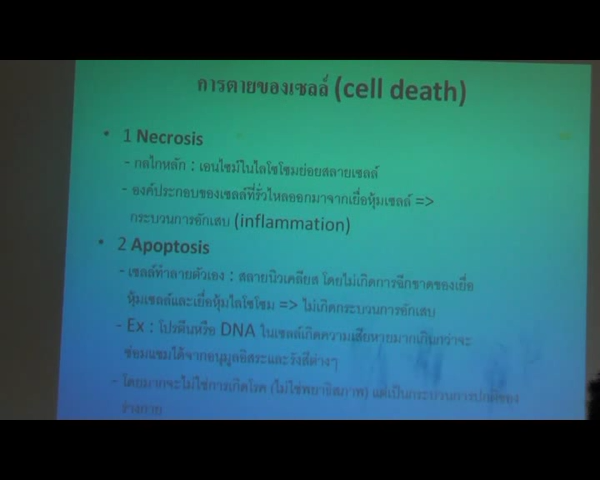 การตายของเซลล์ (cell death)
• 1 Necrosis
- กลไกหลัก : เอนไซม์ในไลโซโซมย่อยสลายเซลล์
- องค์ประกอบของเซลล์ที่รั่วไหลออกมาจากเยื่อหุ้มเซลล์ =>
กระบวนการอักเสบ (inflammation)
• 2 Apoptosis
- เซลล์ทำลายตัวเอง : สลายนิวเคลียส โดยไม่เกิดการฉีกขาดของเยื่อ
หุ้มเซลล์และเยื่อหุ้มไลโซโซม => ไม่เกิดกระบวนการอักเสบ
- Ex : โปรตีนหรือ DNA ในเซลล์เกิดความเสียหายมากเกินกว่าจะ
ซ่อมแซมได้จากอนุมูลอิสระและรังสีต่างๆ
- โดยมากจะไม่ใช่การเกิดโรค (ไม่ใช่พยาธิสภาพ) แต่เป็นกระบวนการปกติของ
ร่างกาย